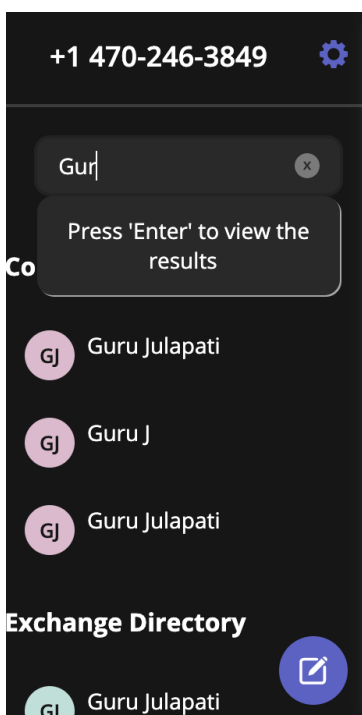 +1 470-246-3849
Gur
x
Press 'Enter' to view the
results
Co
GJ Guru Julapati
GJ Guru J
GJ Guru Julapati
Exchange Directory
GJ Guru Julapati